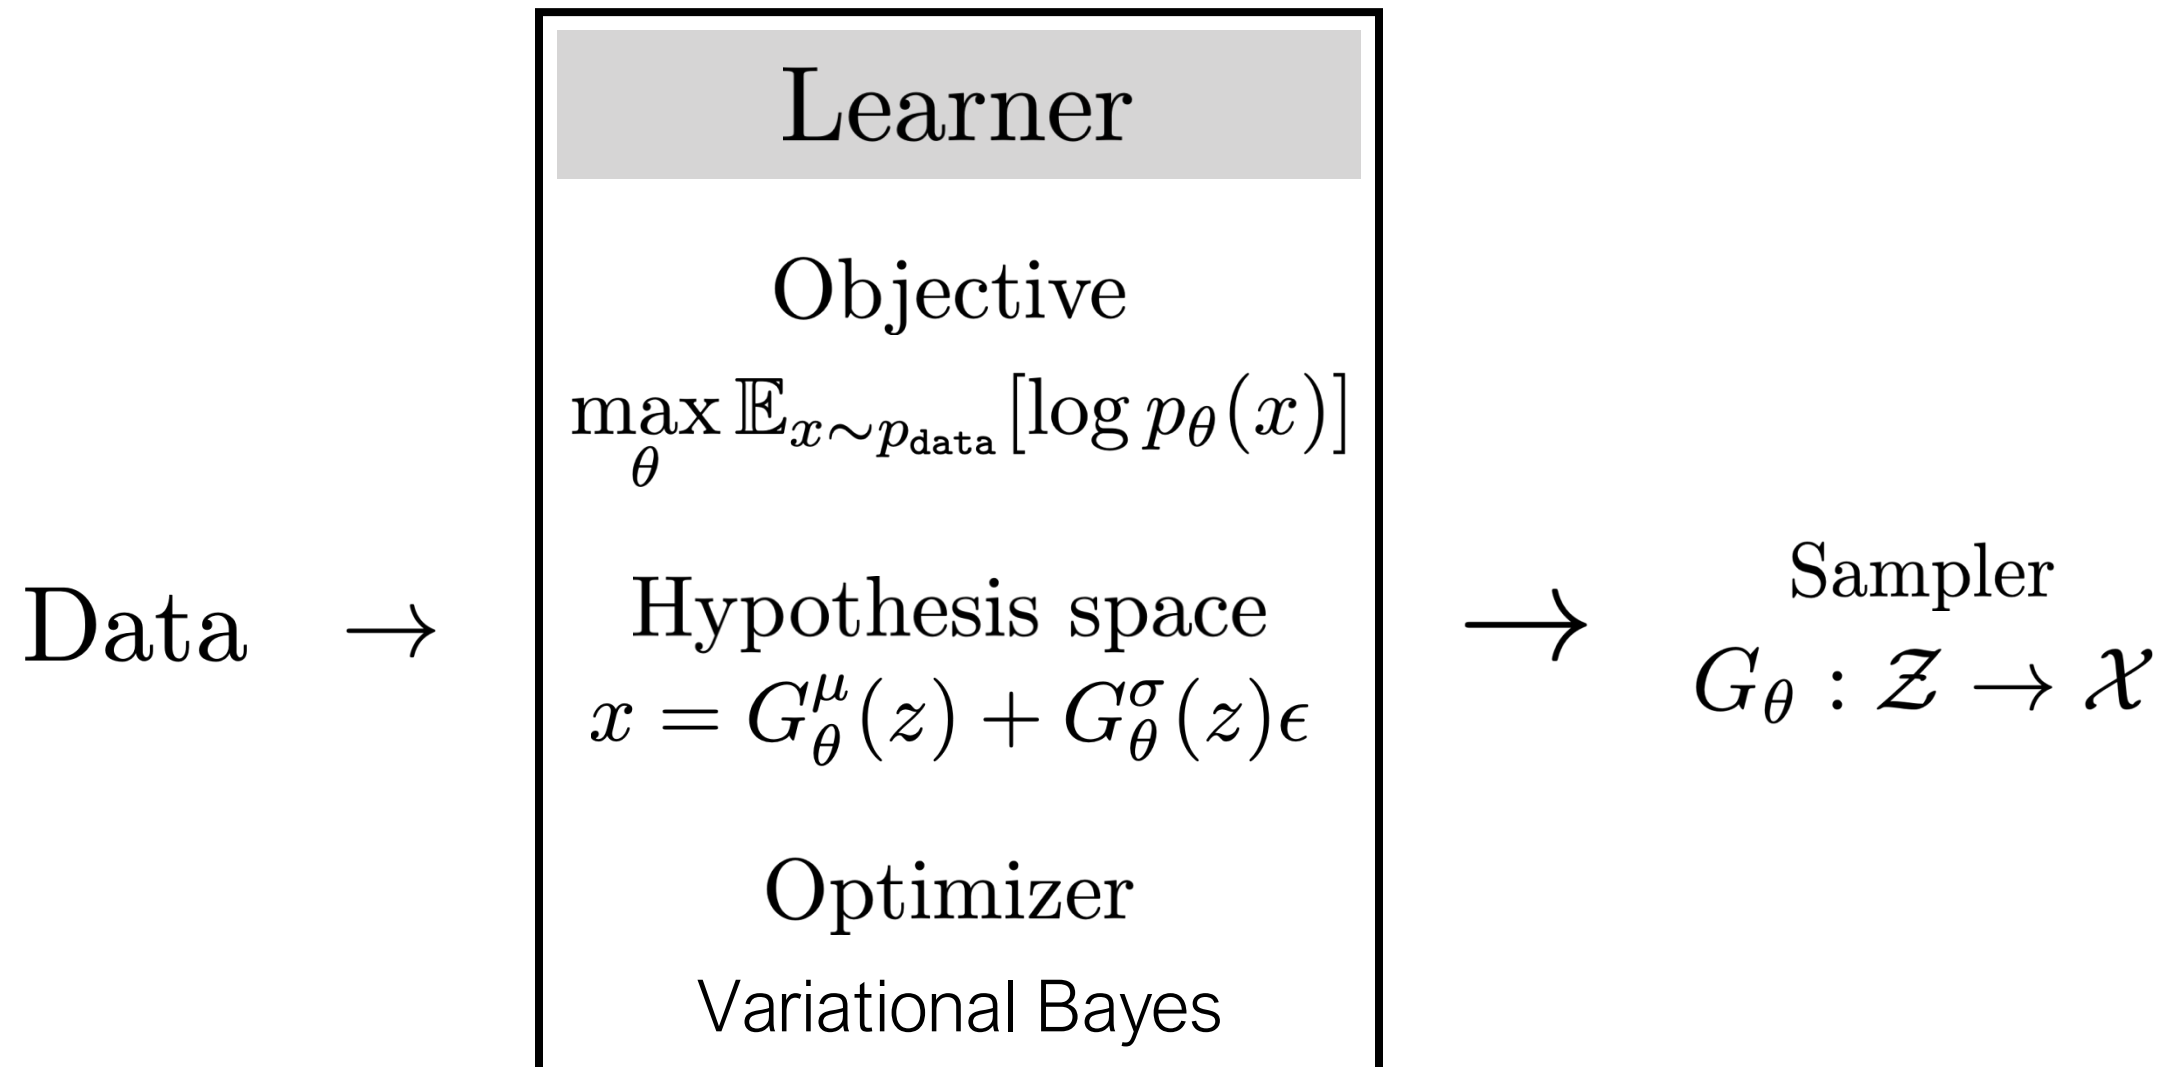 Learner
Objective
max_θ 𝔼_{x∼p_data}[log p_θ(x)]
Data →
Hypothesis space
x = G_θ^μ(z) + G_θ^σ(z)ϵ
Optimizer
Variational Bayes
→ Sampler
G_θ : 𝒵 → 𝒳